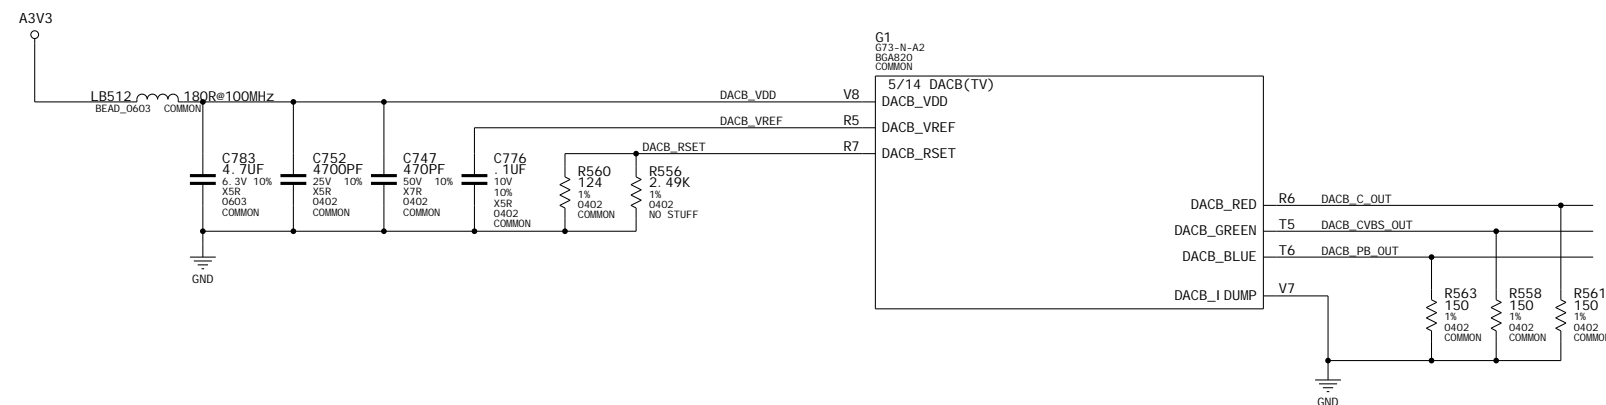 A3V3
LB512 180R@100MHz
BEAD_0603 COMMON
C783
4.7UF
6.3V 10%
X5R
0603
COMMON
C752
4700PF
25V 10%
X5R
0402
COMMON
C747
470PF
50V 10%
X7R
0402
COMMON
C776
.1UF
10V
10%
X5R
0402
COMMON
R560
124
1%
0402
COMMON
R556
2.49K
1%
0402
NO STUFF
GND
DACB_VDD V8
DACB_VREF R5
DACB_RSET R7
G1
G73-N-A2
BGA820
COMMON
5/14 DACB(TV)
DACB_VDD
DACB_VREF
DACB_RSET
DACB_RED R6 DACB_C_OUT
DACB_GREEN T5 DACB_CVBS_OUT
DACB_BLUE T6 DACB_PB_OUT
DACB_IDUMP V7
R563
150
1%
0402
COMMON
R558
150
1%
0402
COMMON
R561
150
1%
0402
GND